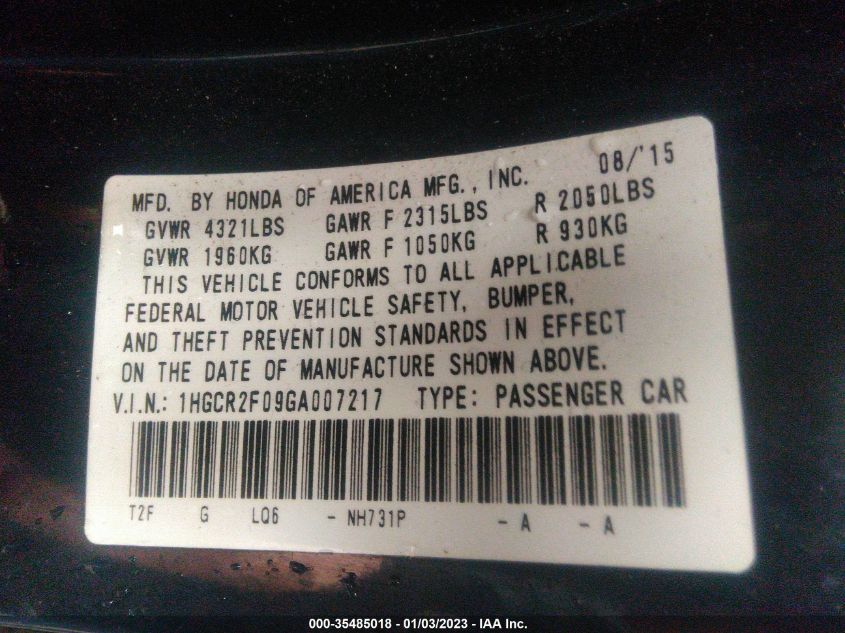 MFD. BY HONDA OF AMERICA MFG., INC. 08/'15
GVWR 4321LBS GAWR F 2315LBS R 2050LBS
GVWR 1960KG GAWR F 1050KG R 930KG
THIS VEHICLE CONFORMS TO ALL APPLICABLE
FEDERAL MOTOR VEHICLE SAFETY, BUMPER,
AND THEFT PREVENTION STANDARDS IN EFFECT
ON THE DATE OF MANUFACTURE SHOWN ABOVE.
V.I.N.: 1HGCR2F09GA007217 TYPE: PASSENGER CAR
T2F G LQ6 - NH731P - A - A
000-35485018 - 01/03/2023 - IAA Inc.